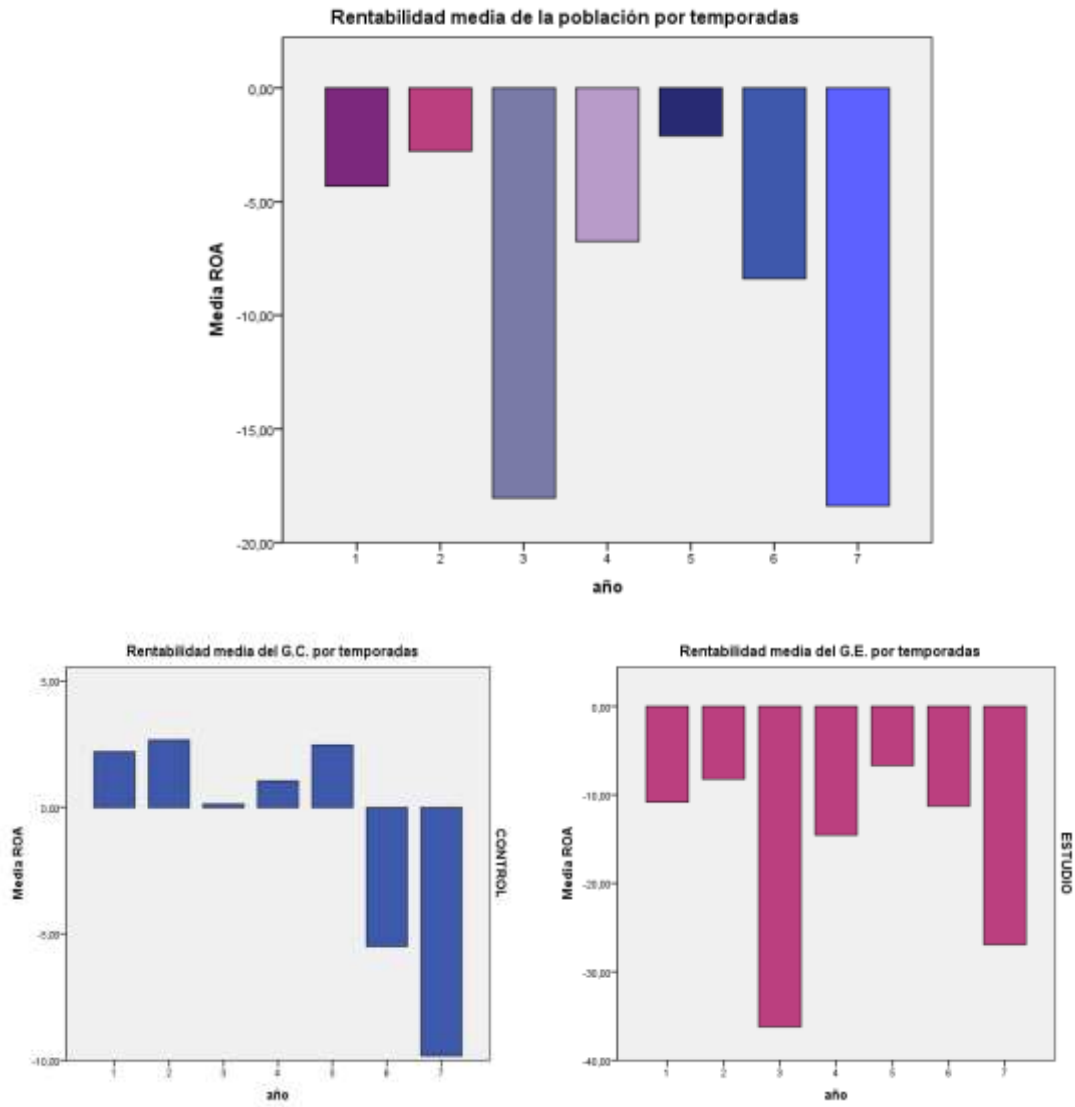 Rentabilidad media de la población por temporadas
0,00
-5,00
-10,00
-15,00
-20,00
Media ROA
1 2 3 4 5 6 7
año
Rentabilidad media del G.C. por temporadas
5,00
0,00
-5,00
-10,00
Media ROA
CONTROL
1 2 3 4 5 6 7
año
Rentabilidad media del G.E. por temporadas
0,00
-10,00
-20,00
-30,00
-40,00
Media ROA
ESTUDIO
1 2 3 4 5 6 7
año